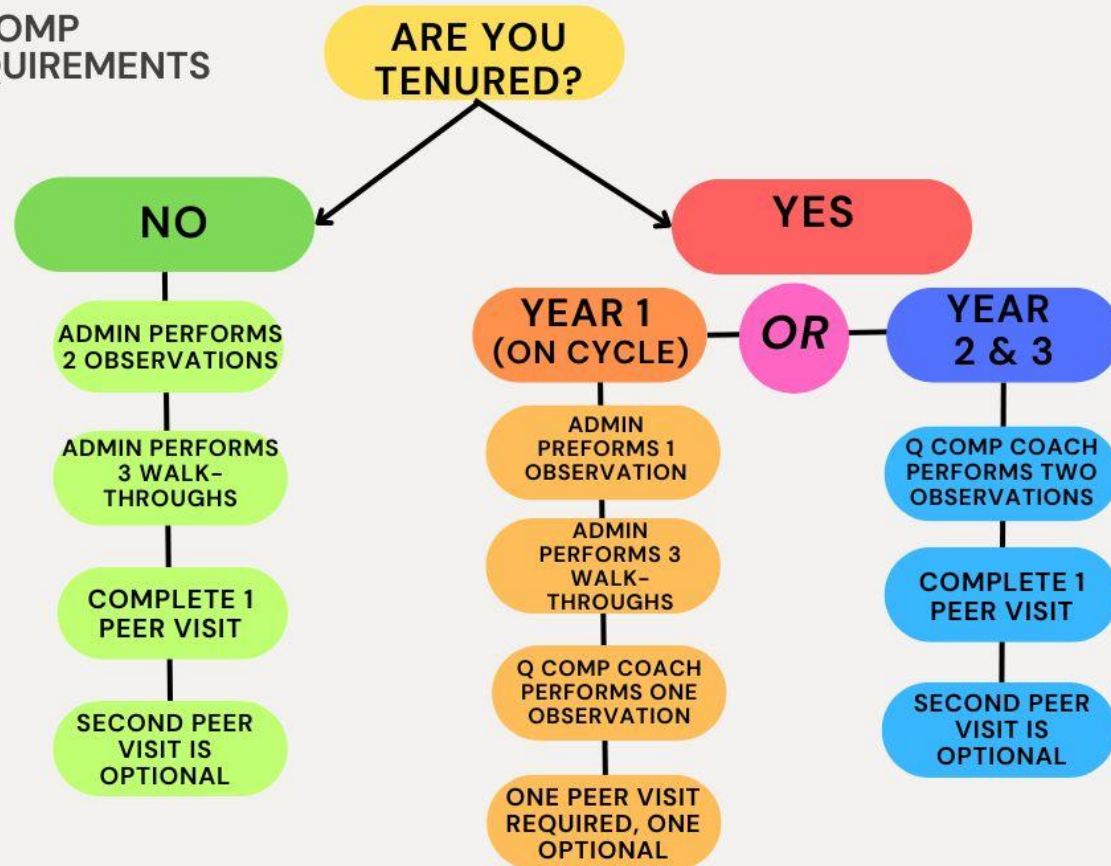 OMP
QUIREMENTS
ARE YOU
TENURED?
NO
ADMIN PERFORMS
2 OBSERVATIONS
ADMIN PERFORMS
3 WALK-
THROUGHS
COMPLETE 1
PEER VISIT
SECOND PEER
VISIT IS
OPTIONAL
YES
YEAR 1
(ON CYCLE)
OR
YEAR
2 & 3
ADMIN
PREFORMS 1
OBSERVATION
ADMIN
PERFORMS 3
WALK-
THROUGHS
Q COMP COACH
PERFORMS ONE
OBSERVATION
ONE PEER VISIT
REQUIRED, ONE
OPTIONAL
Q COMP COACH
PERFORMS TWO
OBSERVATIONS
COMPLETE 1
PEER VISIT
SECOND PEER
VISIT IS
OPTIONAL